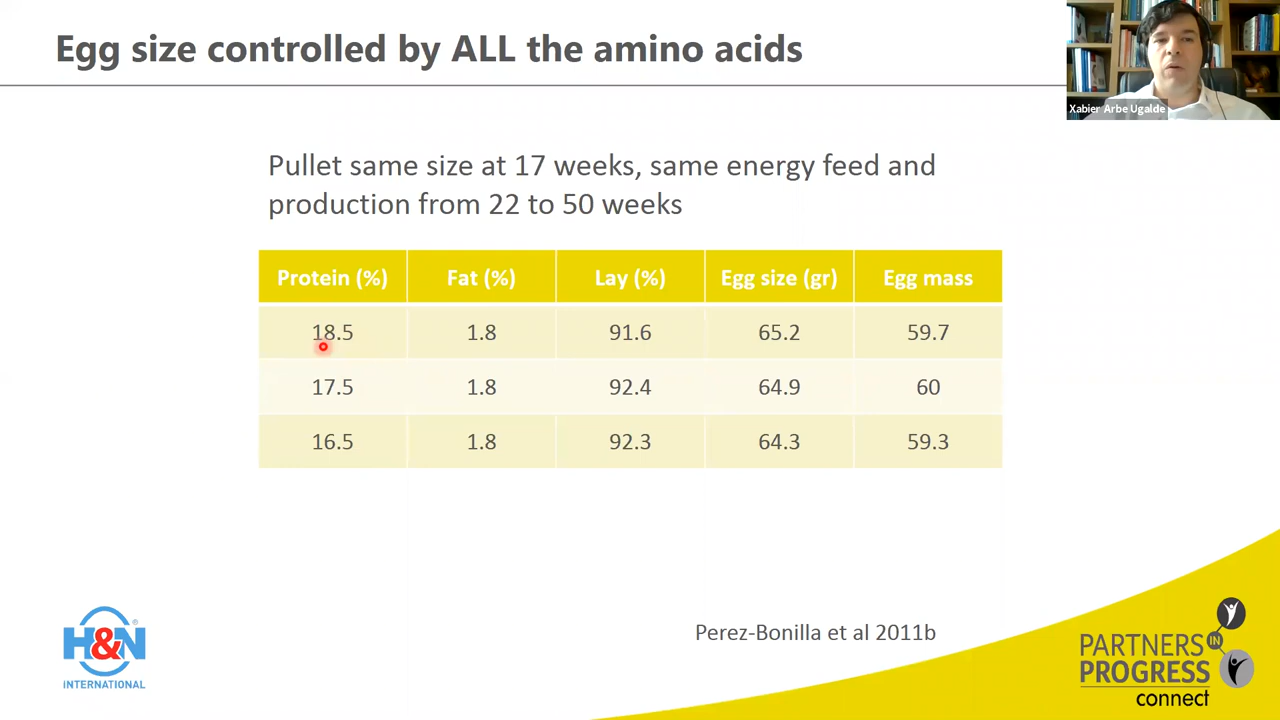 Egg size controlled by ALL the amino acids
Xabier Arbe Ugalde
Pullet same size at 17 weeks, same energy feed and
production from 22 to 50 weeks
Protein (%) Fat (%) Lay (%) Egg size (gr) Egg mass
18.5 1.8 91.6 65.2 59.7
17.5 1.8 92.4 64.9 60
16.5 1.8 92.3 64.3 59.3
Perez-Bonilla et al 2011b
H&N
®
INTERNATIONAL
PARTNERS IN
PROGRESS
connect